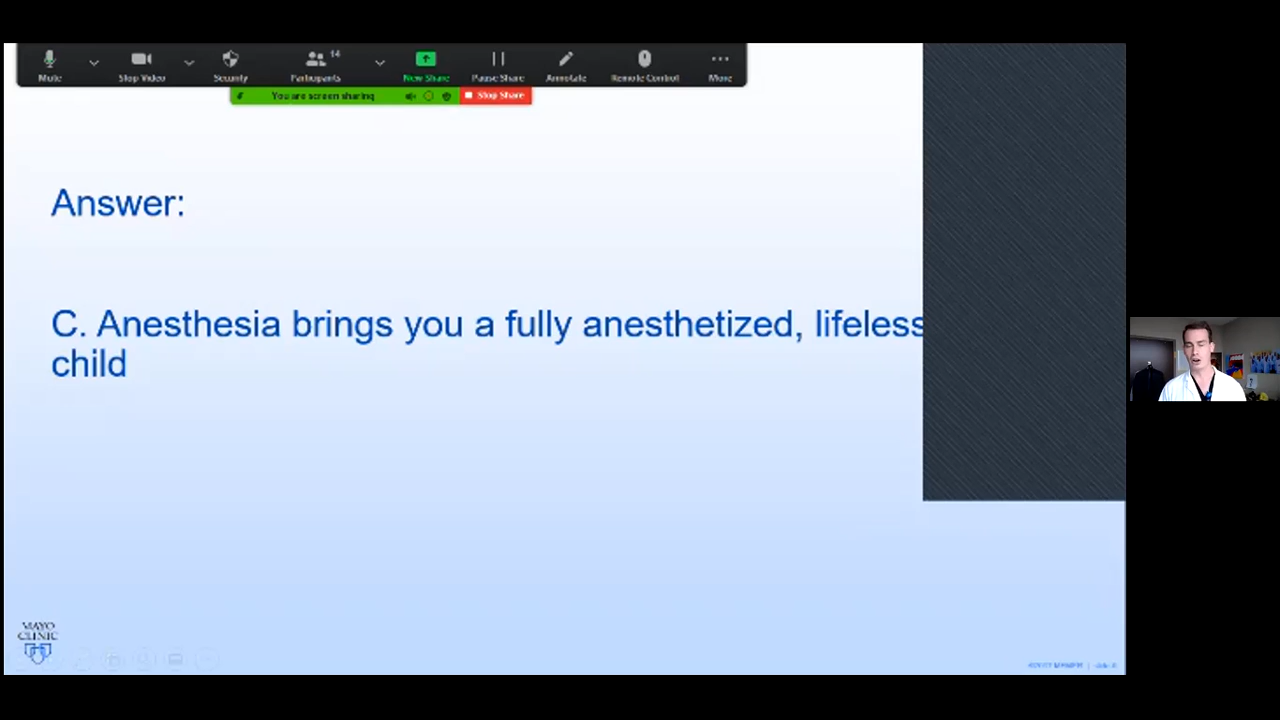 14
Mute
Stop Video
Security
Participants
New Share
Pause Share
Annotate
Remote Control
More
You are screen sharing
Stop Share
Answer:
C. Anesthesia brings you a fully anesthetized, lifeless
child
MAYO
CLINIC